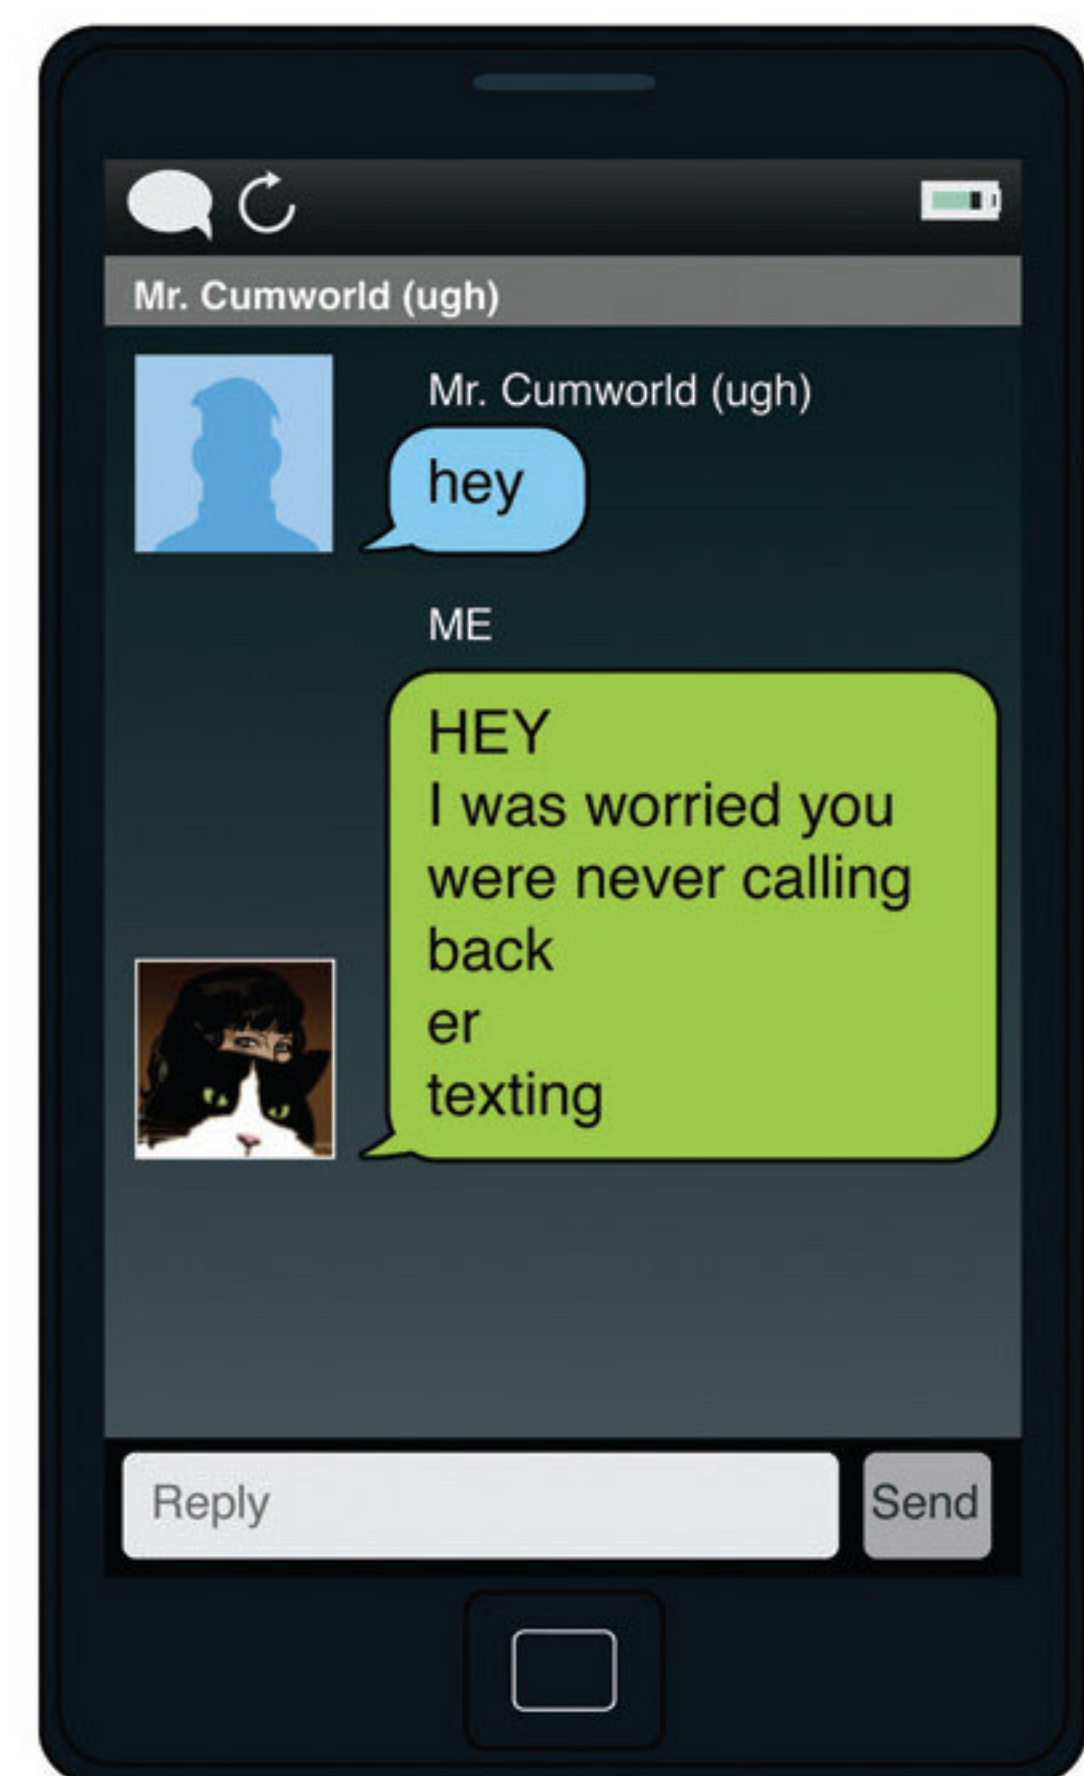 Mr. Cumworld (ugh)
Mr. Cumworld (ugh)
hey
ME
HEY
I was worried you
were never calling
back
er
texting
Reply
Send